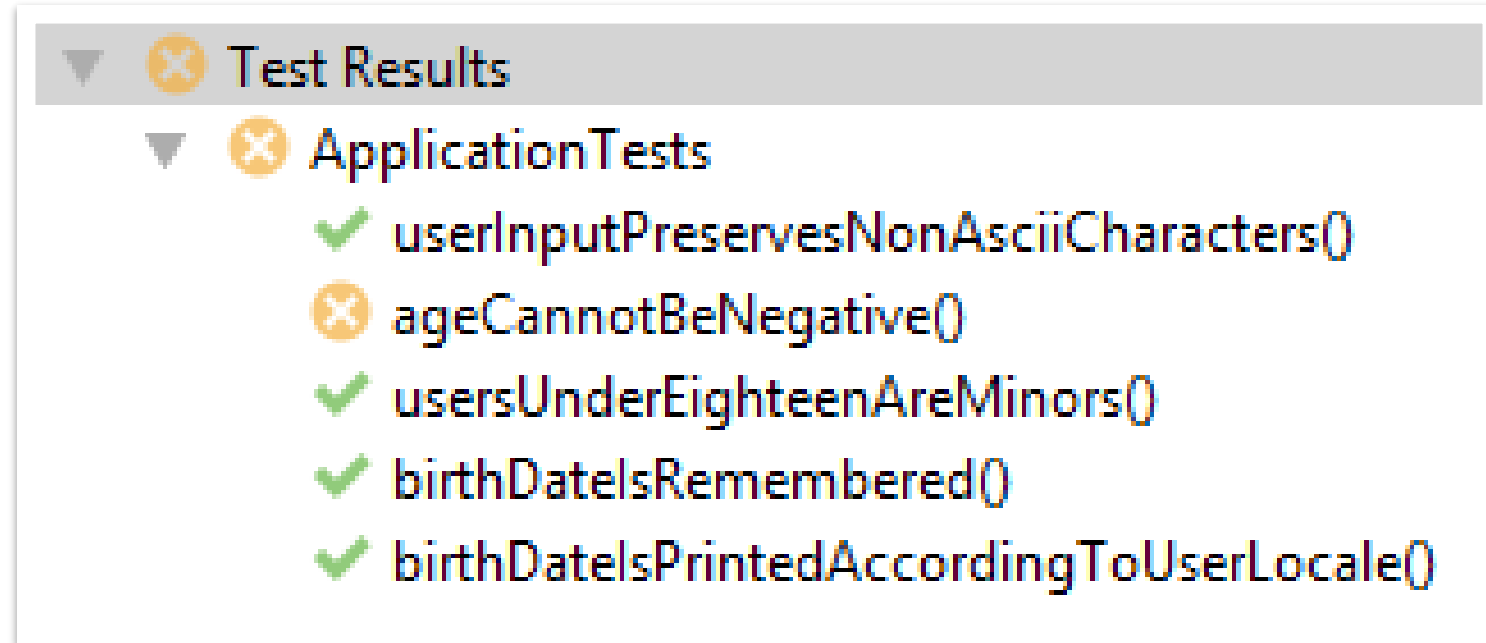 Test Results
ApplicationTests
userInputPreservesNonAsciiCharacters()
ageCannotBeNegative()
usersUnderEighteenAreMinors()
birthDateIsRemembered()
birthDateIsPrintedAccordingToUserLocale()